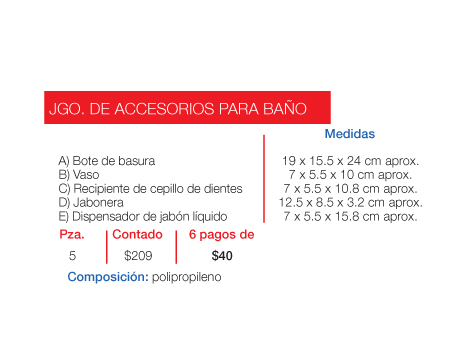 JGO. DE ACCESORIOS PARA BAÑO
Medidas
A) Bote de basura 19 x 15.5 x 24 cm aprox.
B) Vaso 7 x 5.5 x 10 cm aprox.
C) Recipiente de cepillo de dientes 7 x 5.5 x 10.8 cm aprox.
D) Jabonera 12.5 x 8.5 x 3.2 cm aprox.
E) Dispensador de jabón líquido 7 x 5.5 x 15.8 cm aprox.
Pza. Contado 6 pagos de
5 $209 $40
Composición: polipropileno